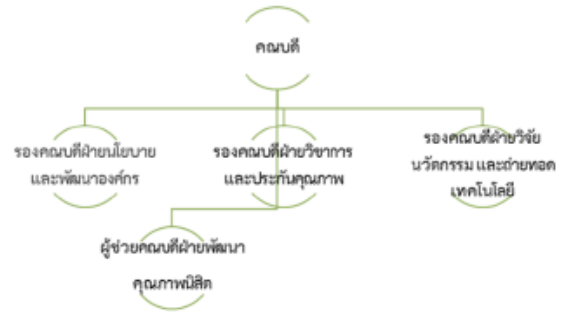 คณบดี
รองคณบดีฝ่ายนโยบาย
และพัฒนาองค์กร
รองคณบดีฝ่ายวิชาการ
และประกันคุณภาพ
รองคณบดีฝ่ายวิจัย
นวัตกรรม และถ่ายทอด
เทคโนโลยี
ผู้ช่วยคณบดีฝ่ายพัฒนา
คุณภาพนิสิต